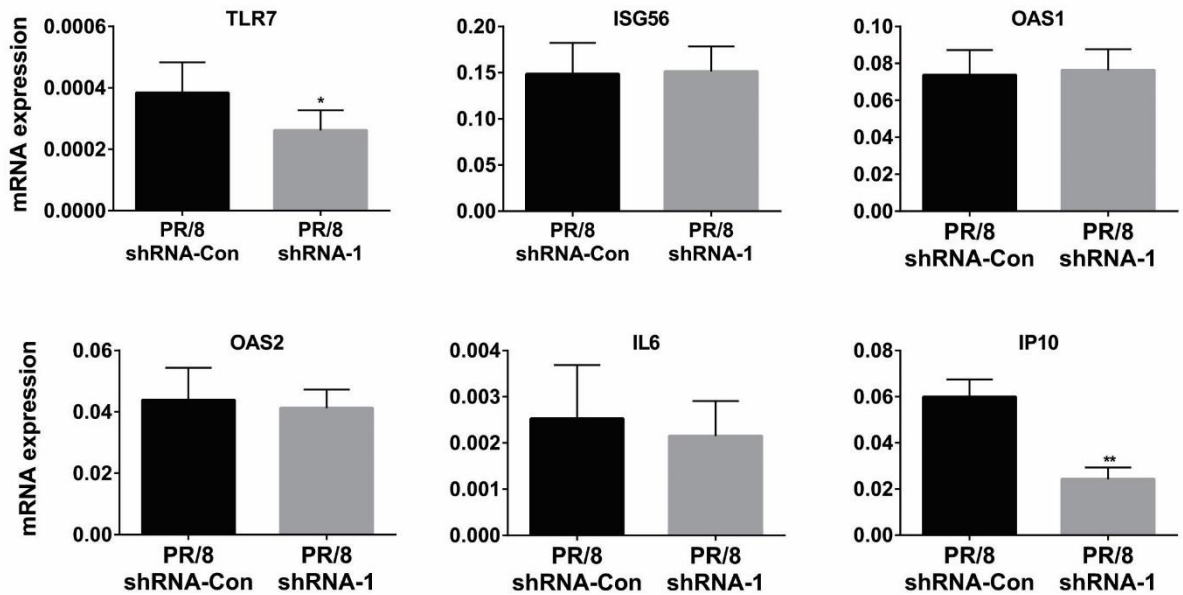 TLR7
mRNA expression
0.0006
0.0004
0.0002
0.0000
*
PR/8
shRNA-Con
PR/8
shRNA-1
ISG56
0.20
0.15
0.10
0.05
0.00
PR/8
shRNA-Con
PR/8
shRNA-1
OAS1
0.10
0.08
0.06
0.04
0.02
0.00
PR/8
shRNA-Con
PR/8
shRNA-1
OAS2
mRNA expression
0.06
0.04
0.02
0.00
PR/8
shRNA-Con
PR/8
shRNA-1
IL6
0.004
0.003
0.002
0.001
0.000
PR/8
shRNA-Con
PR/8
shRNA-1
IP10
0.08
0.06
0.04
0.02
0.00
**
PR/8
shRNA-Con
PR/8
shRNA-1